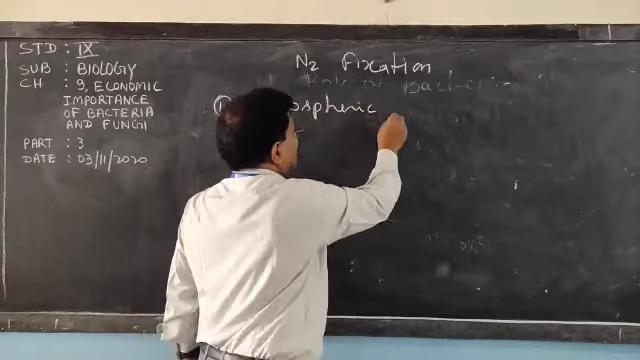 STD : IX
SUB : BIOLOGY
CH : 9, ECONOMIC
IMPORTANCE
OF BACTERIA
AND FUNGI
PART : 3
DATE : 03/11/2020
N2 fixation
①